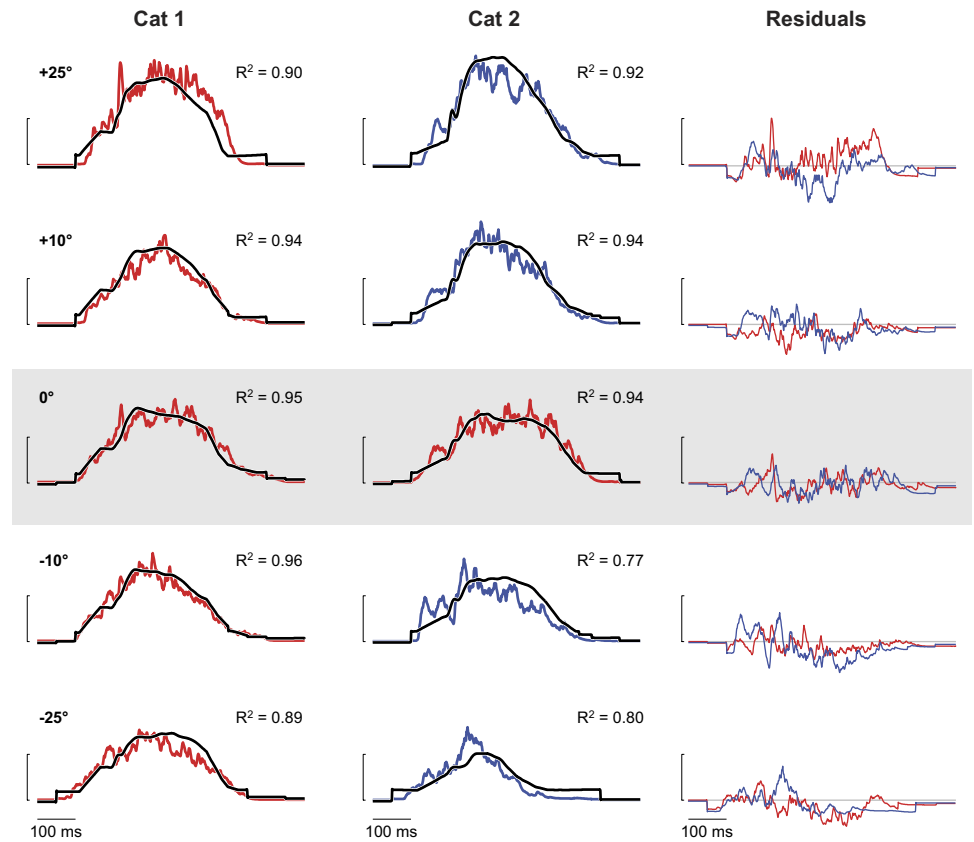 Cat 1 Cat 2 Residuals
+25° R² = 0.90 R² = 0.92
+10° R² = 0.94 R² = 0.94
0° R² = 0.95 R² = 0.94
-10° R² = 0.96 R² = 0.77
-25° R² = 0.89 R² = 0.80
100 ms 100 ms 100 ms